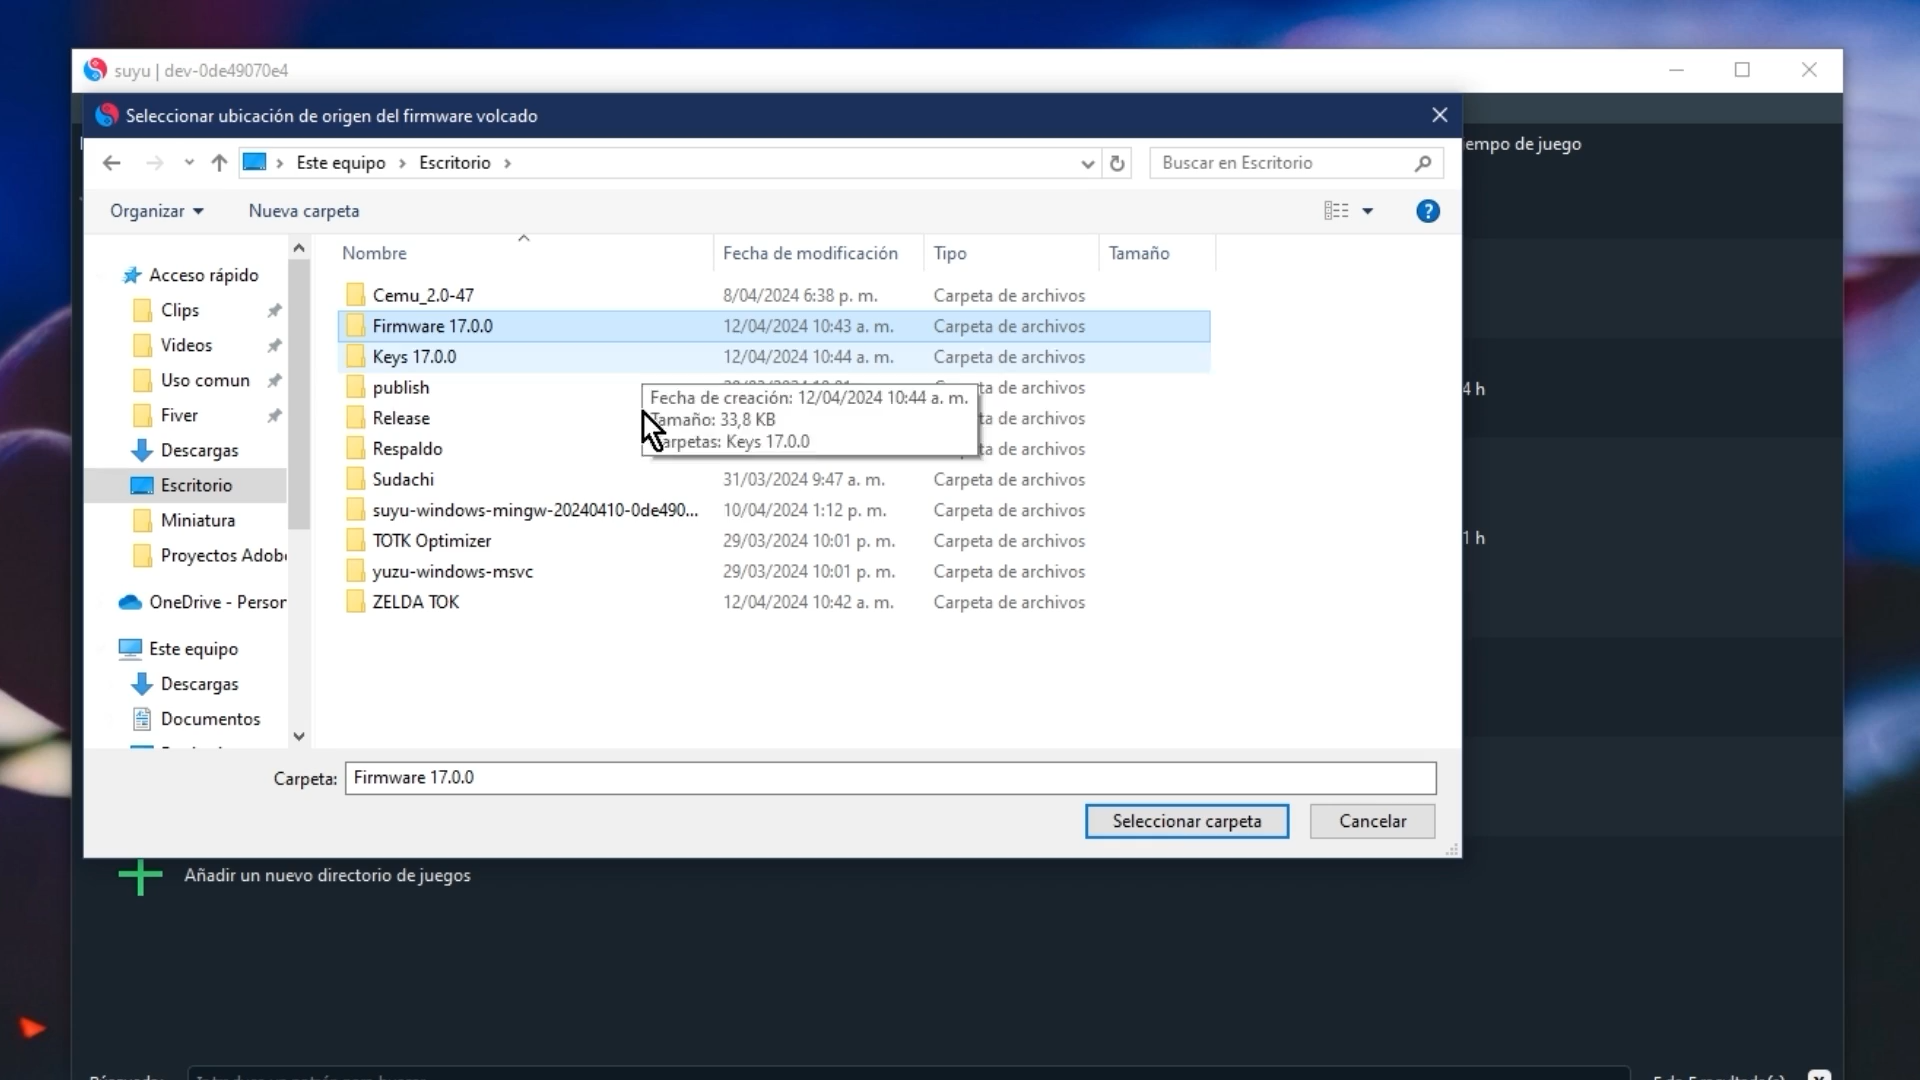 suyu | dev-0de49070e4
Seleccionar ubicación de origen del firmware volcado
Este equipo
Escritorio
Buscar en Escritorio
empo de juego
Organizar
Nueva carpeta
Nombre
Fecha de modificación
Tipo
Tamaño
Acceso rápido
Clips
Videos
Uso comun
Fiver
Descargas
Escritorio
Miniatura
Proyectos Adob
OneDrive - Person
Este equipo
Descargas
Documentos
Cemu_2.0-47 8/04/2024 6:38 p. m. Carpeta de archivos
Firmware 17.0.0 12/04/2024 10:43 a. m. Carpeta de archivos
Keys 17.0.0 12/04/2024 10:44 a. m. Carpeta de archivos
publish ta de archivos
Release ta de archivos
Respaldo ta de archivos
Sudachi 31/03/2024 9:47 a. m. Carpeta de archivos
suyu-windows-mingw-20240410-0de490... 10/04/2024 1:12 p. m. Carpeta de archivos
TOTK Optimizer 29/03/2024 10:01 p. m. Carpeta de archivos
yuzu-windows-msvc 29/03/2024 10:01 p. m. Carpeta de archivos
ZELDA TOK 12/04/2024 10:42 a. m. Carpeta de archivos
Fecha de creación: 12/04/2024 10:44 a. m.
Tamaño: 33,8 KB
arpetas: Keys 17.0.0
4 h
1 h
Carpeta: Firmware 17.0.0
Seleccionar carpeta
Cancelar
Añadir un nuevo directorio de juegos